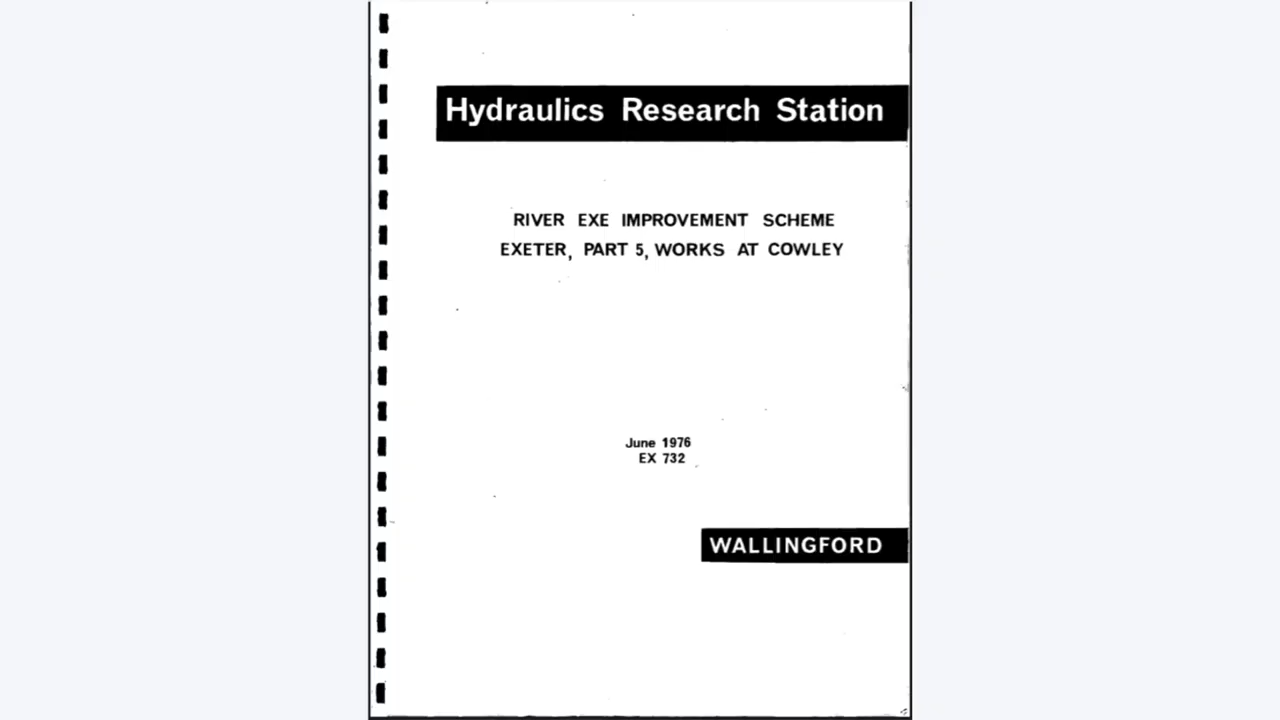 Hydraulics Research Station
RIVER EXE IMPROVEMENT SCHEME
EXETER, PART 5, WORKS AT COWLEY
June 1976
EX 732
WALLINGFORD